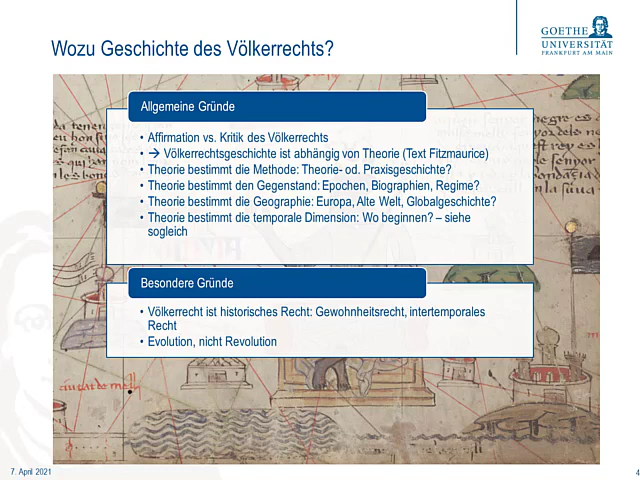 GOETHE
UNIVERSITÄT
FRANKFURT AM MAIN
Wozu Geschichte des Völkerrechts?
Allgemeine Gründe
• Affirmation vs. Kritik des Völkerrechts
• → Völkerrechtsgeschichte ist abhängig von Theorie (Text Fitzmaurice)
• Theorie bestimmt die Methode: Theorie- od. Praxisgeschichte?
• Theorie bestimmt den Gegenstand: Epochen, Biographien, Regime?
• Theorie bestimmt die Geographie: Europa, Alte Welt, Globalgeschichte?
• Theorie bestimmt die temporale Dimension: Wo beginnen? – siehe
sogleich
Besondere Gründe
• Völkerrecht ist historisches Recht: Gewohnheitsrecht, intertemporales
Recht
• Evolution, nicht Revolution
7. April 2021
4